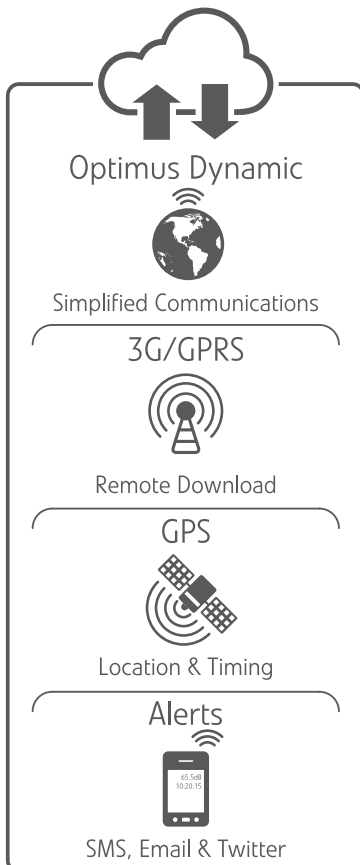 Optimus Dynamic
Simplified Communications
3G/GPRS
Remote Download
GPS
Location & Timing
Alerts
65.5dB
10:20:15
SMS, Email & Twitter